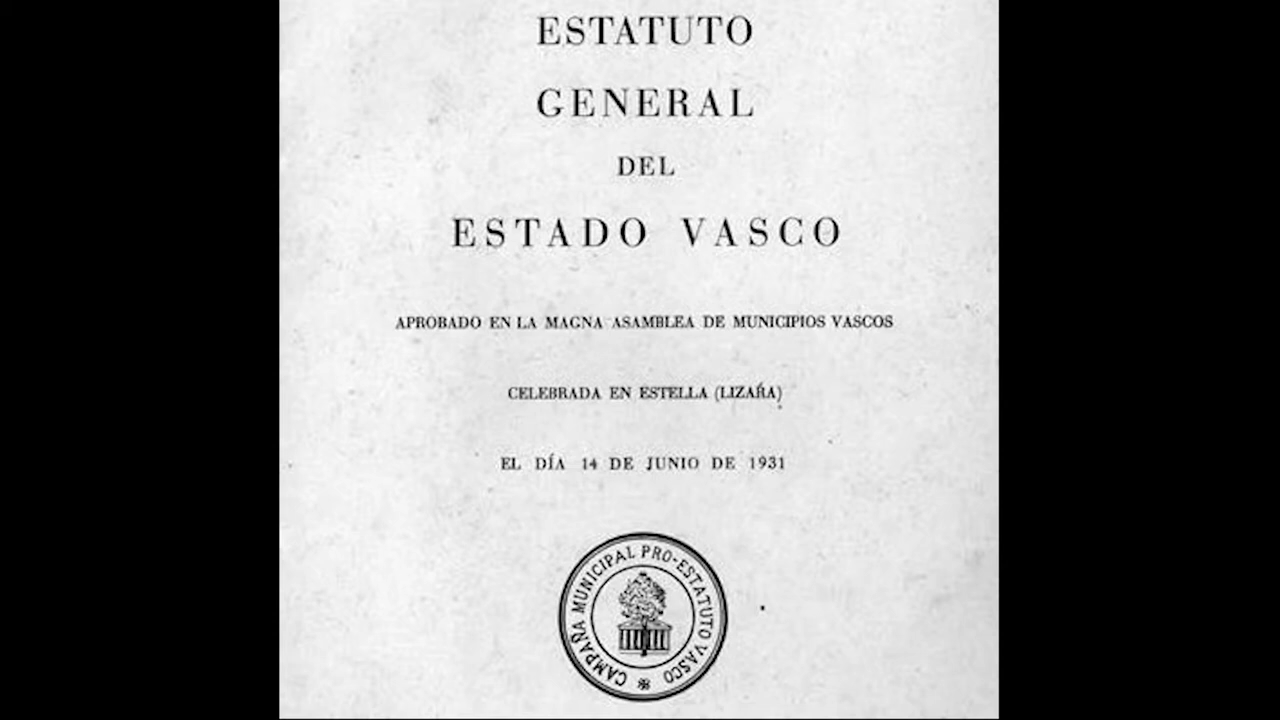 ESTATUTO
GENERAL
DEL
ESTADO VASCO
APROBADO EN LA MAGNA ASAMBLEA DE MUNICIPIOS VASCOS
CELEBRADA EN ESTELLA (LIZAŔA)
EL DÍA 14 DE JUNIO DE 1931
CAMPAÑA MUNICIPAL PRO-ESTATUTO VASCO